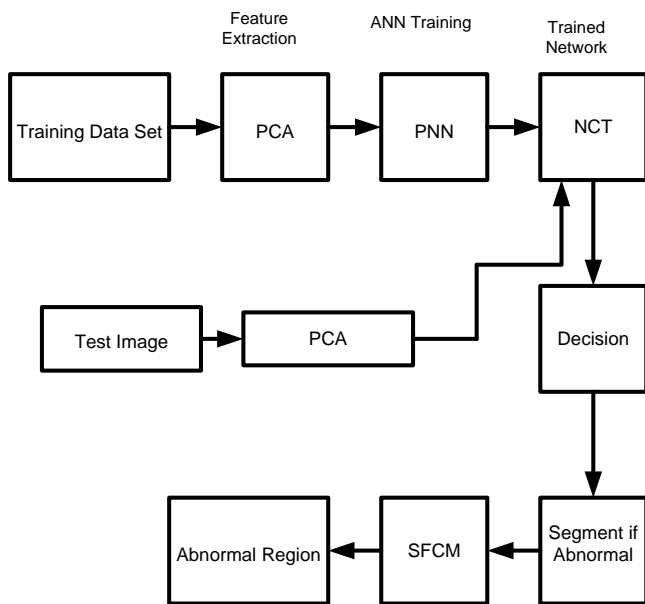 Feature
Extraction
ANN Training
Trained
Network
Training Data Set
PCA
PNN
NCT
Test Image
PCA
Decision
Abnormal Region
SFCM
Segment if
Abnormal